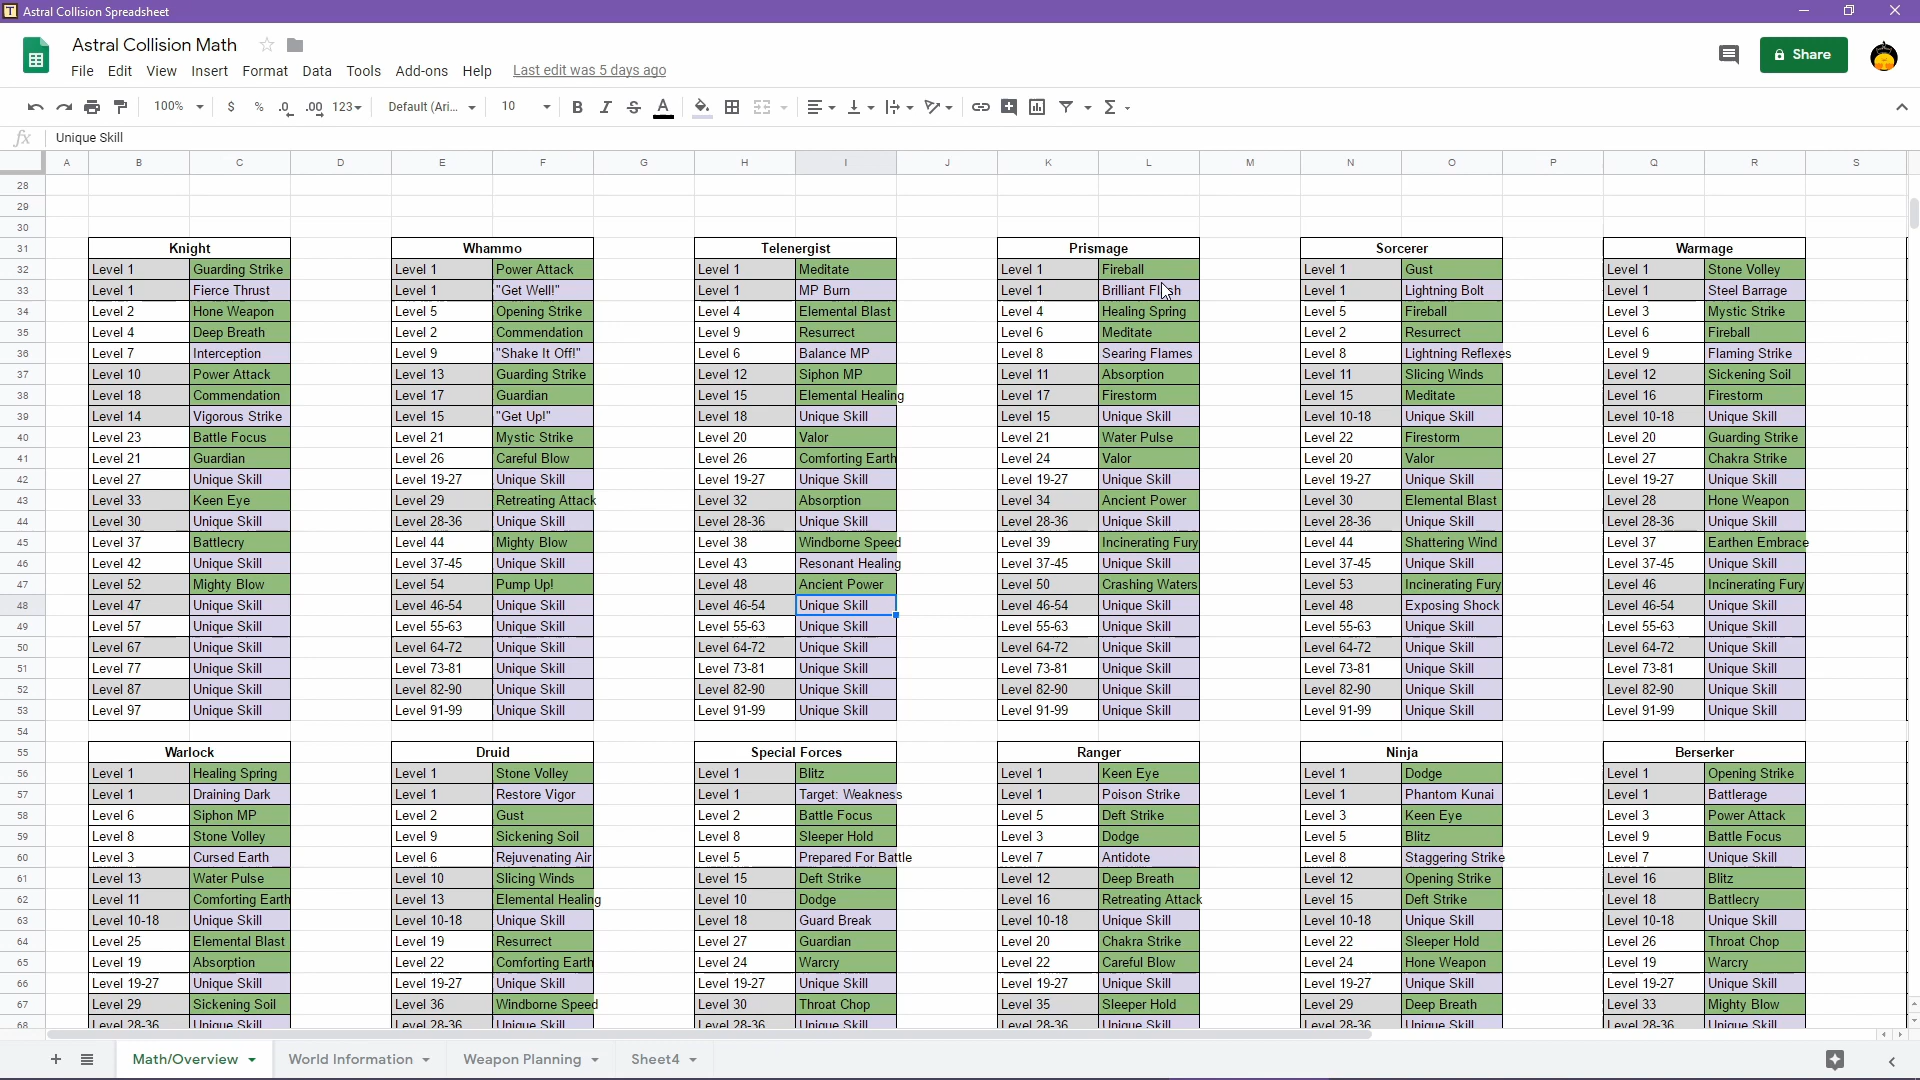 Astral Collision Spreadsheet
Astral Collision Math
File Edit View Insert Format Data Tools Add-ons Help Last edit was 5 days ago
Share
100% $ % .0 .00 123 Default (Ari... 10 B I S A
fx Unique Skill
A B C D E F G H I J K L M N O P Q R S
28
29
30
31 Knight Whammo Telenergist Prismage Sorcerer Warmage
32 Level 1 Guarding Strike Level 1 Power Attack Level 1 Meditate Level 1 Fireball Level 1 Gust Level 1 Stone Volley
33 Level 1 Fierce Thrust Level 1 "Get Well!" Level 1 MP Burn Level 1 Brilliant Flash Level 1 Lightning Bolt Level 1 Steel Barrage
34 Level 2 Hone Weapon Level 5 Opening Strike Level 4 Elemental Blast Level 4 Healing Spring Level 5 Fireball Level 3 Mystic Strike
35 Level 4 Deep Breath Level 2 Commendation Level 9 Resurrect Level 6 Meditate Level 2 Resurrect Level 6 Fireball
36 Level 7 Interception Level 9 "Shake It Off!" Level 6 Balance MP Level 8 Searing Flames Level 8 Lightning Reflexes Level 9 Flaming Strike
37 Level 10 Power Attack Level 13 Guarding Strike Level 12 Siphon MP Level 11 Absorption Level 11 Slicing Winds Level 12 Sickening Soil
38 Level 18 Commendation Level 17 Guardian Level 15 Elemental Healing Level 17 Firestorm Level 15 Meditate Level 16 Firestorm
39 Level 14 Vigorous Strike Level 15 "Get Up!" Level 18 Unique Skill Level 15 Unique Skill Level 10-18 Unique Skill Level 10-18 Unique Skill
40 Level 23 Battle Focus Level 21 Mystic Strike Level 20 Valor Level 21 Water Pulse Level 22 Firestorm Level 20 Guarding Strike
41 Level 21 Guardian Level 26 Careful Blow Level 26 Comforting Earth Level 24 Valor Level 20 Valor Level 27 Chakra Strike
42 Level 27 Unique Skill Level 19-27 Unique Skill Level 19-27 Unique Skill Level 19-27 Unique Skill Level 19-27 Unique Skill Level 19-27 Unique Skill
43 Level 33 Keen Eye Level 29 Retreating Attack Level 32 Absorption Level 34 Ancient Power Level 30 Elemental Blast Level 28 Hone Weapon
44 Level 30 Unique Skill Level 28-36 Unique Skill Level 28-36 Unique Skill Level 28-36 Unique Skill Level 28-36 Unique Skill Level 28-36 Unique Skill
45 Level 37 Battlecry Level 44 Mighty Blow Level 38 Windborne Speed Level 39 Incinerating Fury Level 44 Shattering Wind Level 37 Earthen Embrace
46 Level 42 Unique Skill Level 37-45 Unique Skill Level 43 Resonant Healing Level 37-45 Unique Skill Level 37-45 Unique Skill Level 37-45 Unique Skill
47 Level 52 Mighty Blow Level 54 Pump Up! Level 48 Ancient Power Level 50 Crashing Waters Level 53 Incinerating Fury Level 46 Incinerating Fury
48 Level 47 Unique Skill Level 46-54 Unique Skill Level 46-54 Unique Skill Level 46-54 Unique Skill Level 48 Exposing Shock Level 46-54 Unique Skill
49 Level 57 Unique Skill Level 55-63 Unique Skill Level 55-63 Unique Skill Level 55-63 Unique Skill Level 55-63 Unique Skill Level 55-63 Unique Skill
50 Level 67 Unique Skill Level 64-72 Unique Skill Level 64-72 Unique Skill Level 64-72 Unique Skill Level 64-72 Unique Skill Level 64-72 Unique Skill
51 Level 77 Unique Skill Level 73-81 Unique Skill Level 73-81 Unique Skill Level 73-81 Unique Skill Level 73-81 Unique Skill Level 73-81 Unique Skill
52 Level 87 Unique Skill Level 82-90 Unique Skill Level 82-90 Unique Skill Level 82-90 Unique Skill Level 82-90 Unique Skill Level 82-90 Unique Skill
53 Level 97 Unique Skill Level 91-99 Unique Skill Level 91-99 Unique Skill Level 91-99 Unique Skill Level 91-99 Unique Skill Level 91-99 Unique Skill
54
55 Warlock Druid Special Forces Ranger Ninja Berserker
56 Level 1 Healing Spring Level 1 Stone Volley Level 1 Blitz Level 1 Keen Eye Level 1 Dodge Level 1 Opening Strike
57 Level 1 Draining Dark Level 1 Restore Vigor Level 1 Target: Weakness Level 1 Poison Strike Level 1 Phantom Kunai Level 1 Battlerage
58 Level 6 Siphon MP Level 2 Gust Level 2 Battle Focus Level 5 Deft Strike Level 3 Keen Eye Level 3 Power Attack
59 Level 8 Stone Volley Level 9 Sickening Soil Level 8 Sleeper Hold Level 3 Dodge Level 5 Blitz Level 9 Battle Focus
60 Level 3 Cursed Earth Level 6 Rejuvenating Air Level 5 Prepared For Battle Level 7 Antidote Level 8 Staggering Strike Level 7 Unique Skill
61 Level 13 Water Pulse Level 10 Slicing Winds Level 15 Deft Strike Level 12 Deep Breath Level 12 Opening Strike Level 16 Blitz
62 Level 11 Comforting Earth Level 13 Elemental Healing Level 10 Dodge Level 16 Retreating Attack Level 15 Deft Strike Level 18 Battlecry
63 Level 10-18 Unique Skill Level 10-18 Unique Skill Level 18 Guard Break Level 10-18 Unique Skill Level 10-18 Unique Skill Level 10-18 Unique Skill
64 Level 25 Elemental Blast Level 19 Resurrect Level 27 Guardian Level 20 Chakra Strike Level 22 Sleeper Hold Level 26 Throat Chop
65 Level 19 Absorption Level 22 Comforting Earth Level 24 Warcry Level 22 Careful Blow Level 24 Hone Weapon Level 19 Warcry
66 Level 19-27 Unique Skill Level 19-27 Unique Skill Level 19-27 Unique Skill Level 19-27 Unique Skill Level 19-27 Unique Skill Level 19-27 Unique Skill
67 Level 29 Sickening Soil Level 36 Windborne Speed Level 30 Throat Chop Level 35 Sleeper Hold Level 29 Deep Breath Level 33 Mighty Blow
68 Level 28-36 Unique Skill Level 28-36 Unique Skill Level 28-36 Unique Skill Level 28-36 Unique Skill Level 28-36 Unique Skill Level 28-36 Unique Skill
Math/Overview World Information Weapon Planning Sheet4